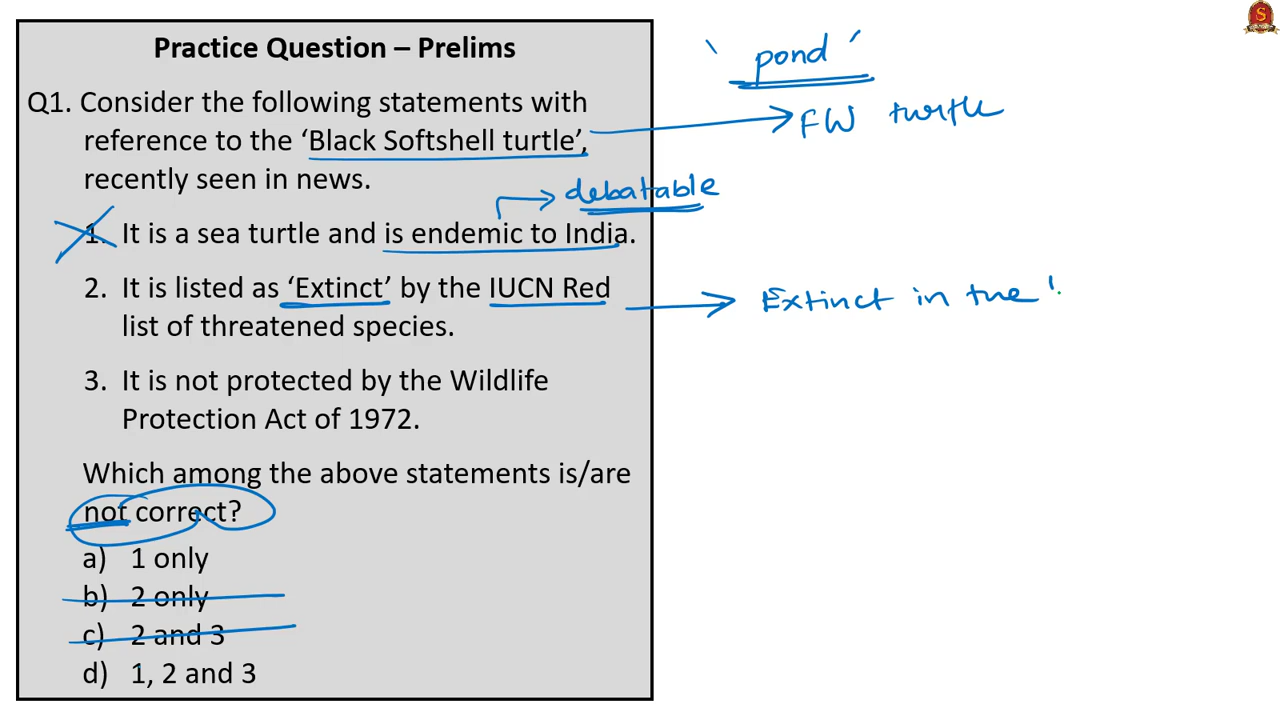 Practice Question – Prelims
Q1. Consider the following statements with
reference to the ‘Black Softshell turtle’,
recently seen in news.
1. It is a sea turtle and is endemic to India.
2. It is listed as ‘Extinct’ by the IUCN Red
list of threatened species.
3. It is not protected by the Wildlife
Protection Act of 1972.
Which among the above statements is/are
not correct?
a) 1 only
b) 2 only
c) 2 and 3
d) 1, 2 and 3
‘pond’
FW turtle
debatable
Extinct in the '